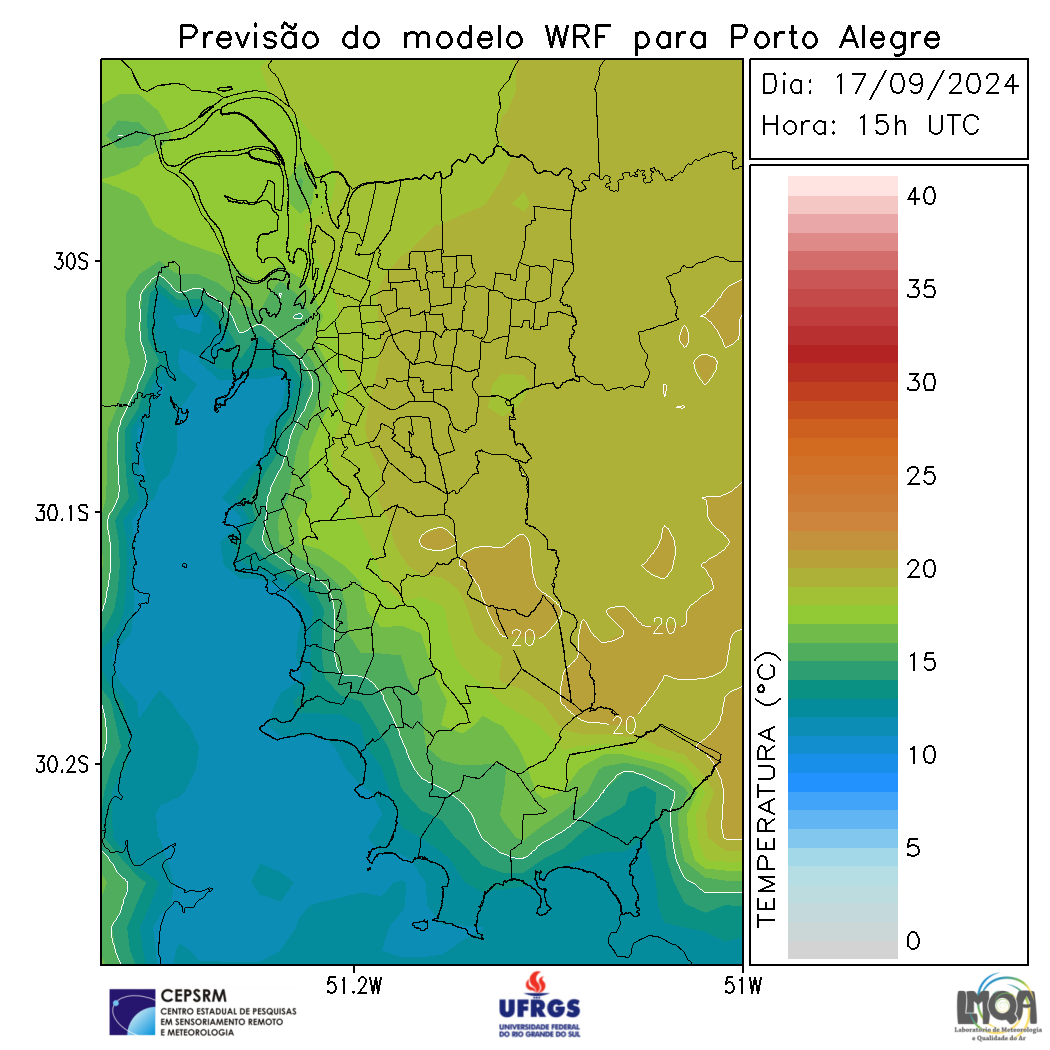 Previsão do modelo WRF para Porto Alegre
Dia: 17/09/2024
Hora: 15h UTC
40
35
30
25
20
15
10
5
0
TEMPERATURA (°C)
30S
30.1S
30.2S
20
20
20
51.2W
51W
CEPSRM
CENTRO ESTADUAL DE PESQUISAS
EM SENSORIAMENTO REMOTO
E METEOROLOGIA
UFRGS
UNIVERSIDADE FEDERAL
DO RIO GRANDE DO SUL
LMQA
Laboratório de Meteorologia
e Qualidade do Ar